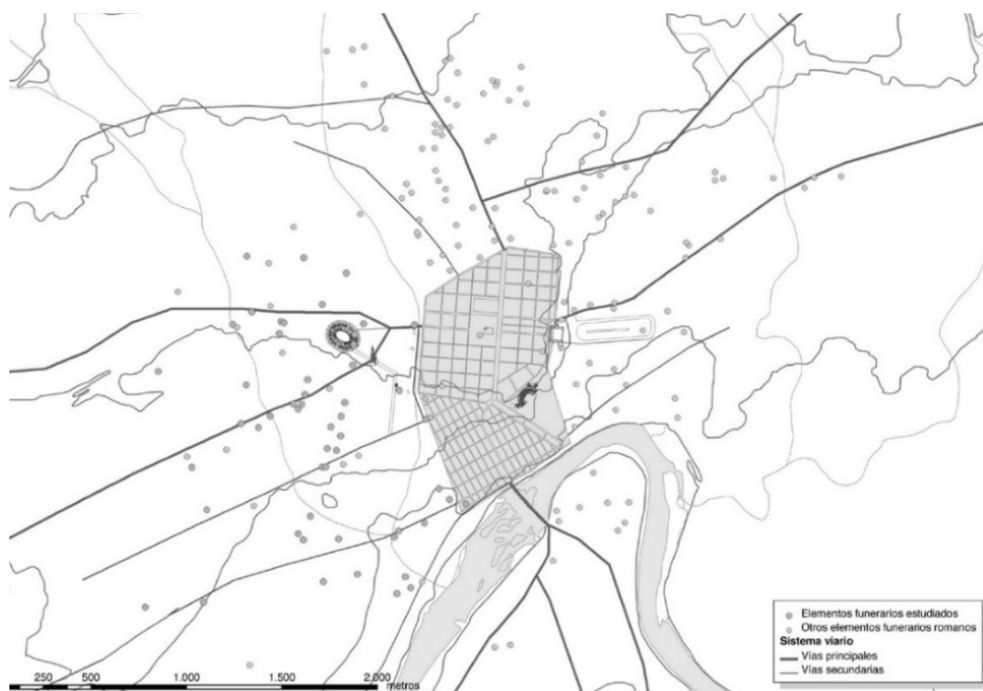 Elementos funerarios estudiados
Otros elementos funerarios romanos
Sistema viario
Vías principales
Vías secundarias
250 500 1.000 1.500 2.000
metros